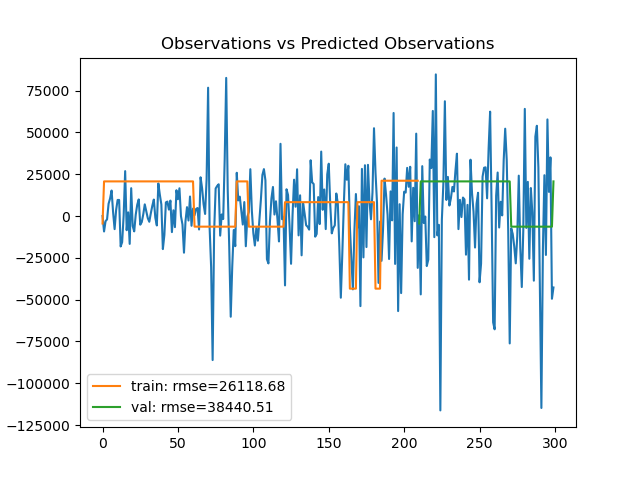 Observations vs Predicted Observations
75000
50000
25000
0
−25000
−50000
−75000
−100000
−125000
train: rmse=26118.68
val: rmse=38440.51
0 50 100 150 200 250 300